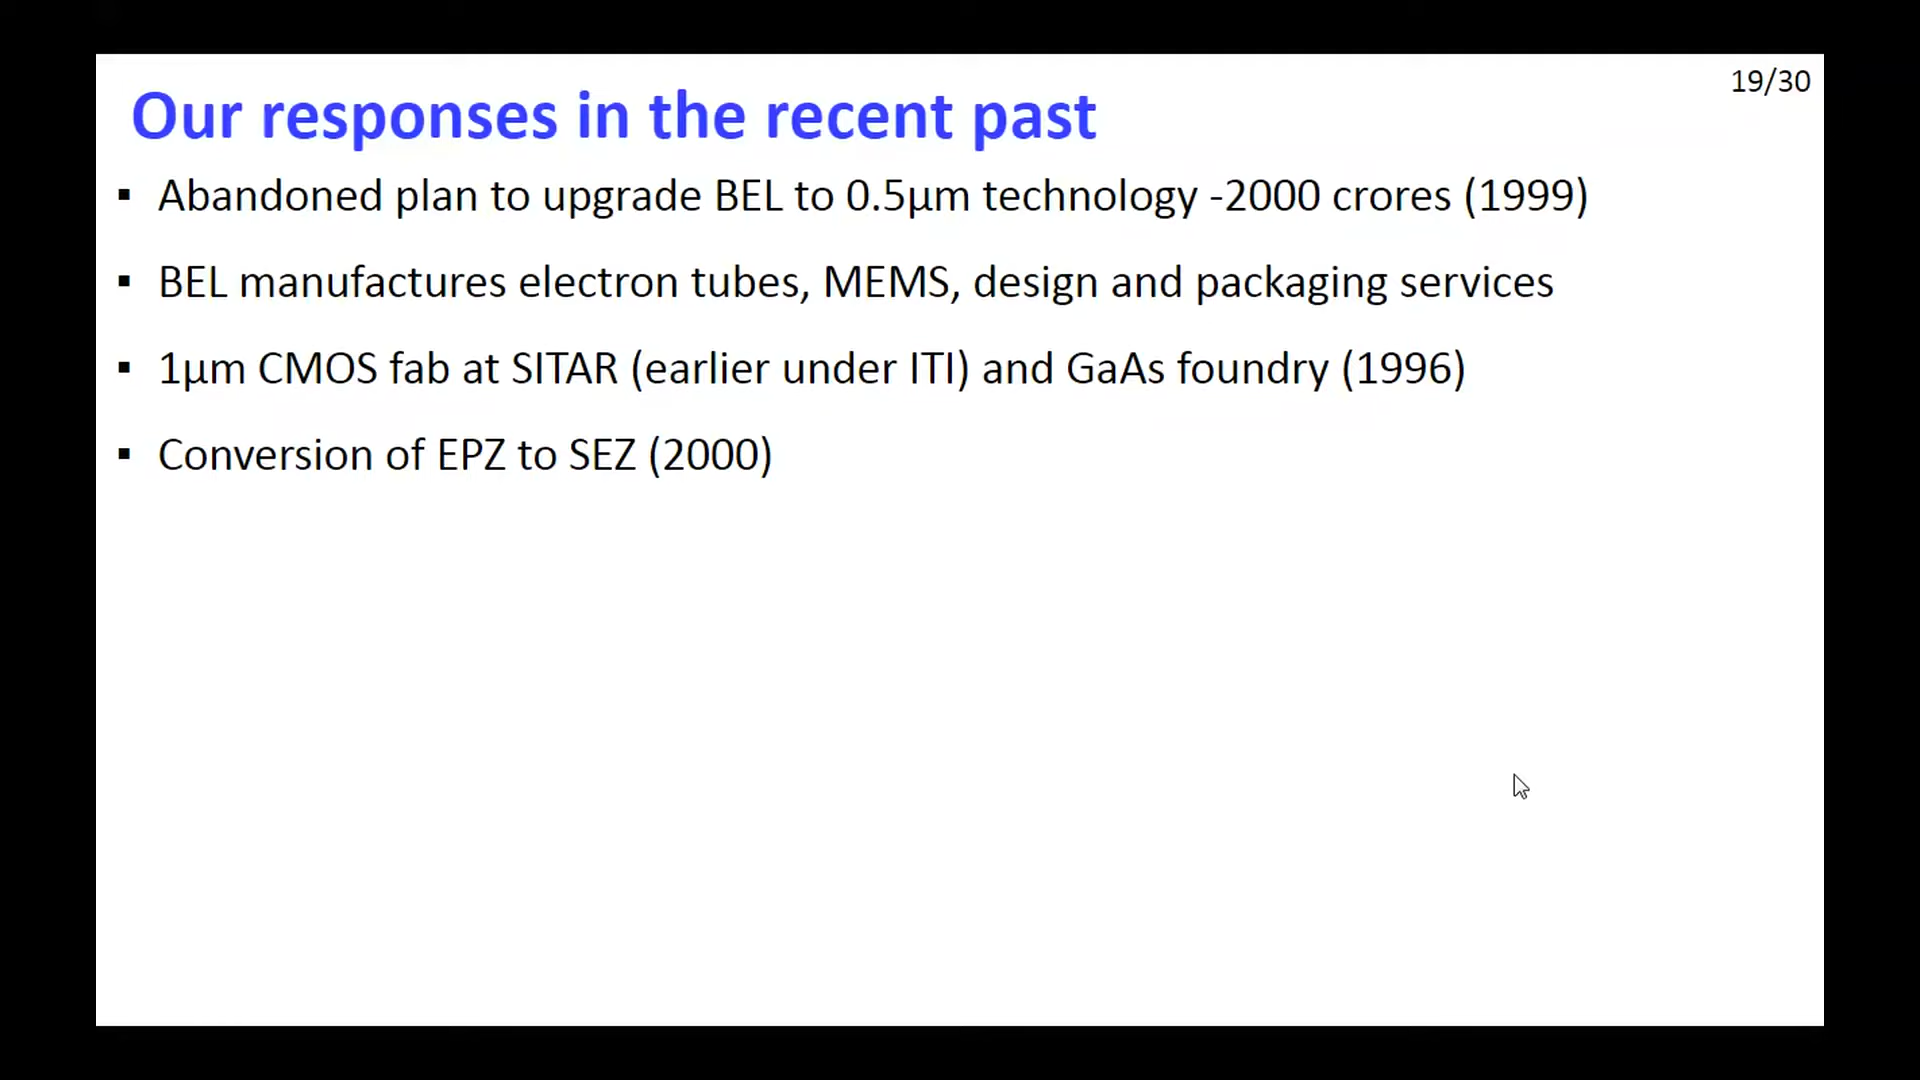 19/30
Our responses in the recent past
▪ Abandoned plan to upgrade BEL to 0.5µm technology -2000 crores (1999)
▪ BEL manufactures electron tubes, MEMS, design and packaging services
▪ 1µm CMOS fab at SITAR (earlier under ITI) and GaAs foundry (1996)
▪ Conversion of EPZ to SEZ (2000)